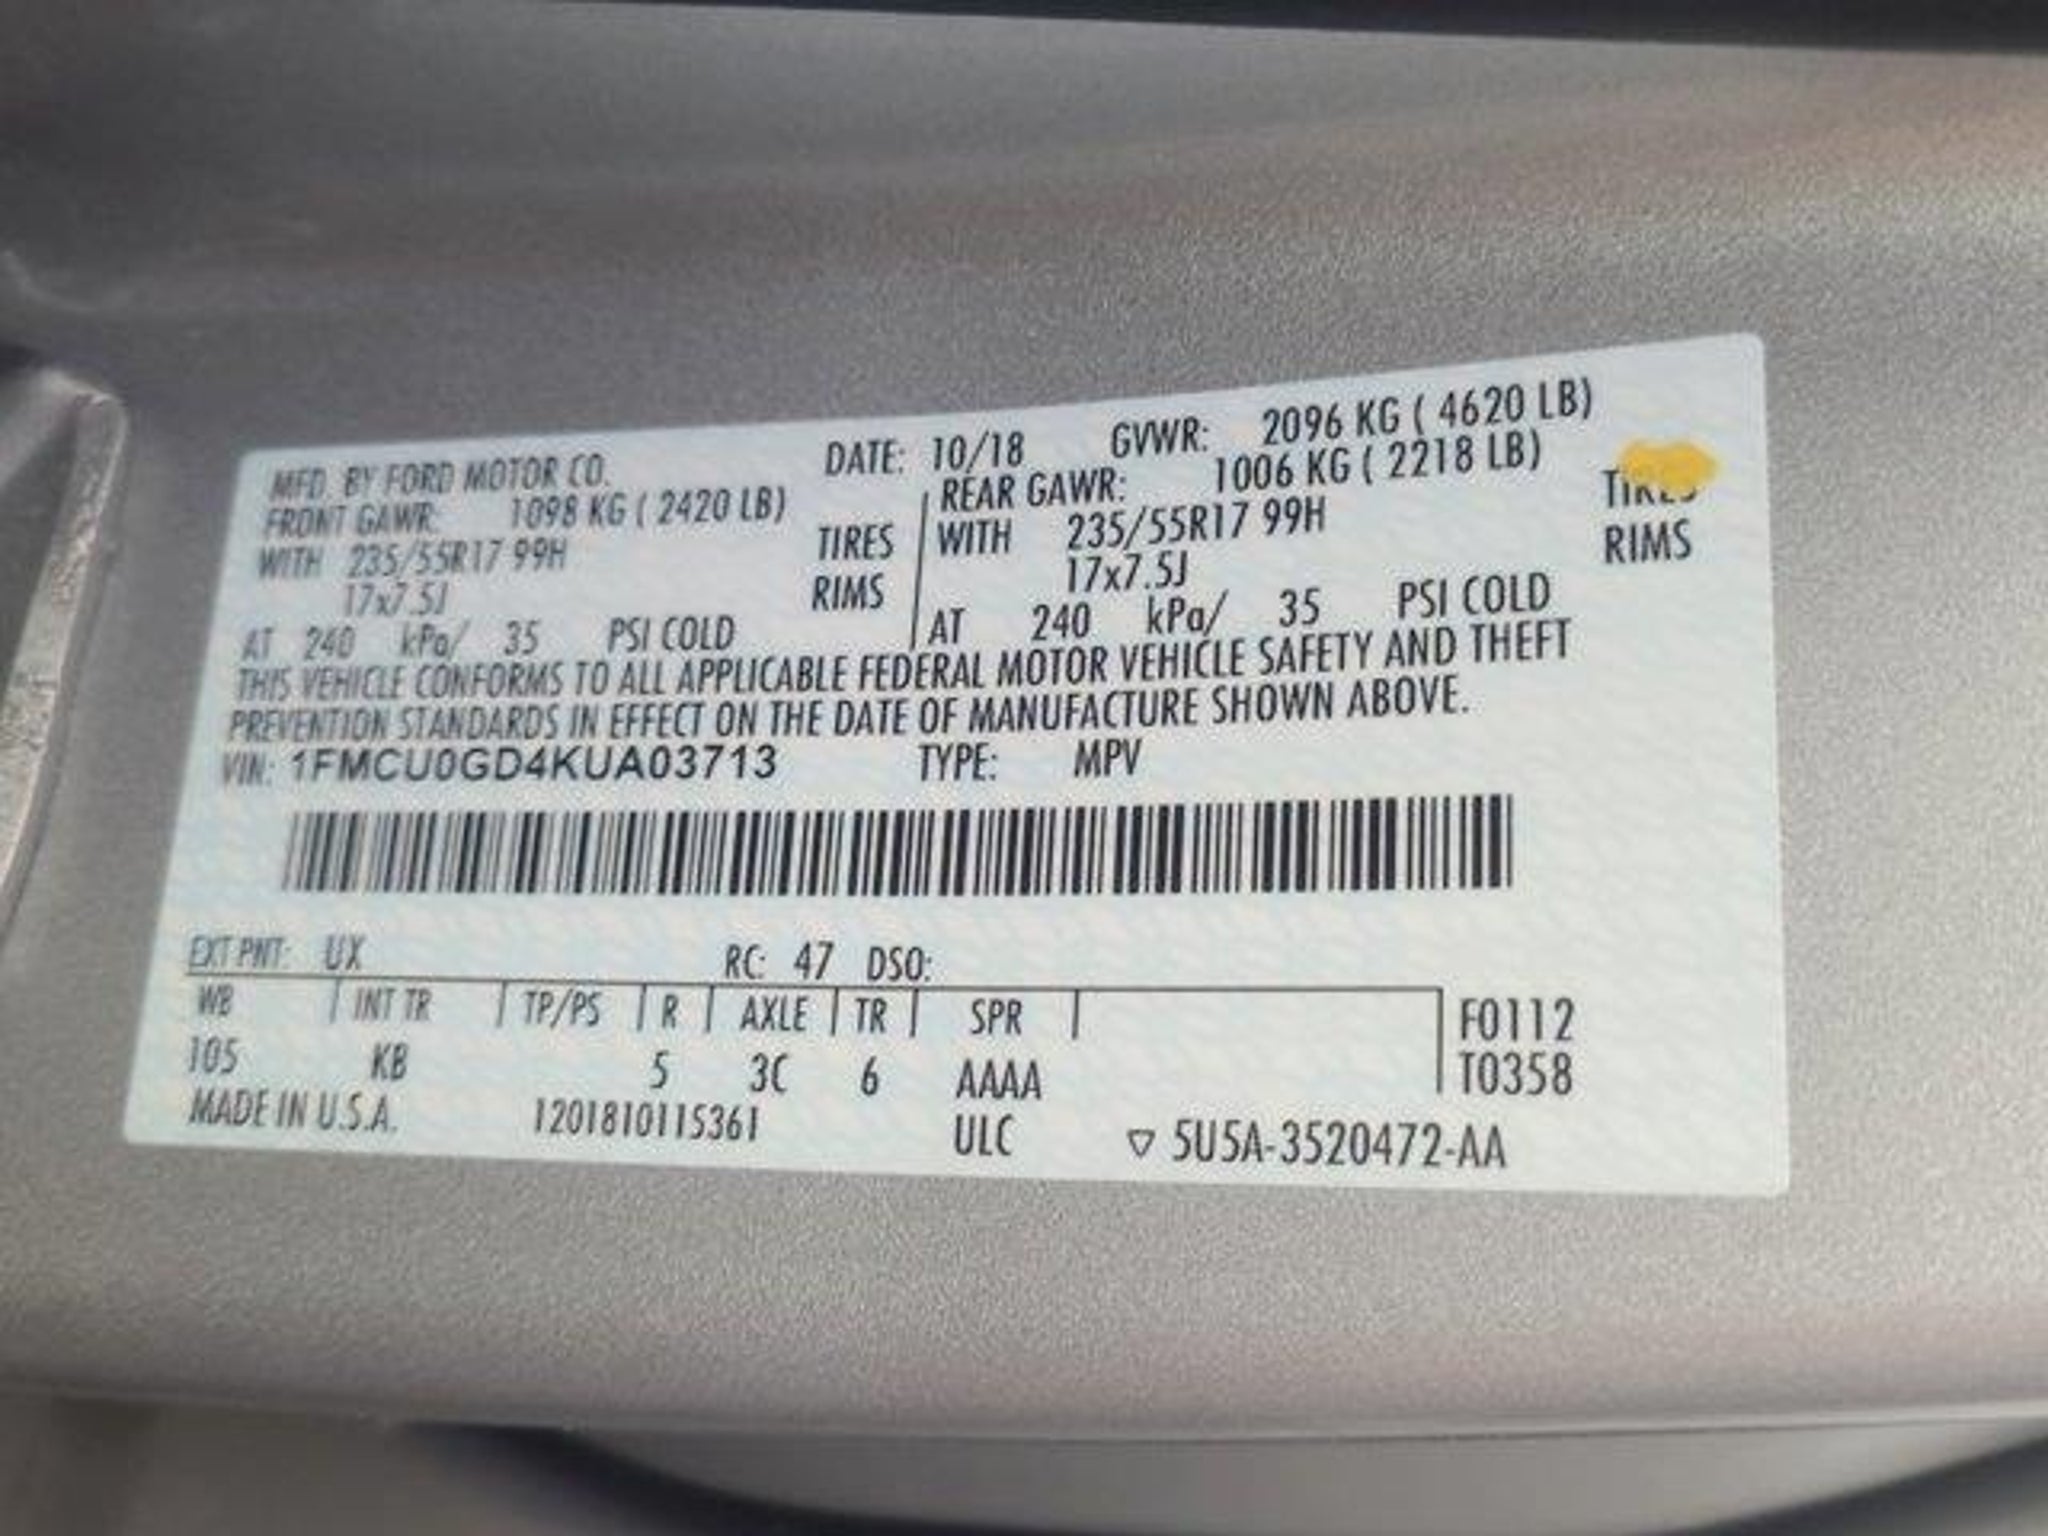 MFD. BY FORD MOTOR CO. DATE: 10/18 GVWR: 2096 KG ( 4620 LB)
FRONT GAWR: 1098 KG ( 2420 LB) REAR GAWR: 1006 KG ( 2218 LB)
WITH 235/55R17 99H TIRES WITH 235/55R17 99H TIRES
17x7.5J RIMS 17x7.5J RIMS
AT 240 kPa/ 35 PSI COLD AT 240 kPa/ 35 PSI COLD
THIS VEHICLE CONFORMS TO ALL APPLICABLE FEDERAL MOTOR VEHICLE SAFETY AND THEFT
PREVENTION STANDARDS IN EFFECT ON THE DATE OF MANUFACTURE SHOWN ABOVE.
VIN: 1FMCU0GD4KUA03713 TYPE: MPV
EXT PNT: UX RC: 47 DSO:
WB INT TR TP/PS R AXLE TR SPR F0112
105 KB 5 3C 6 AAAA T0358
MADE IN U.S.A. 1201810115361 ULC ▽ 5U5A-3520472-AA